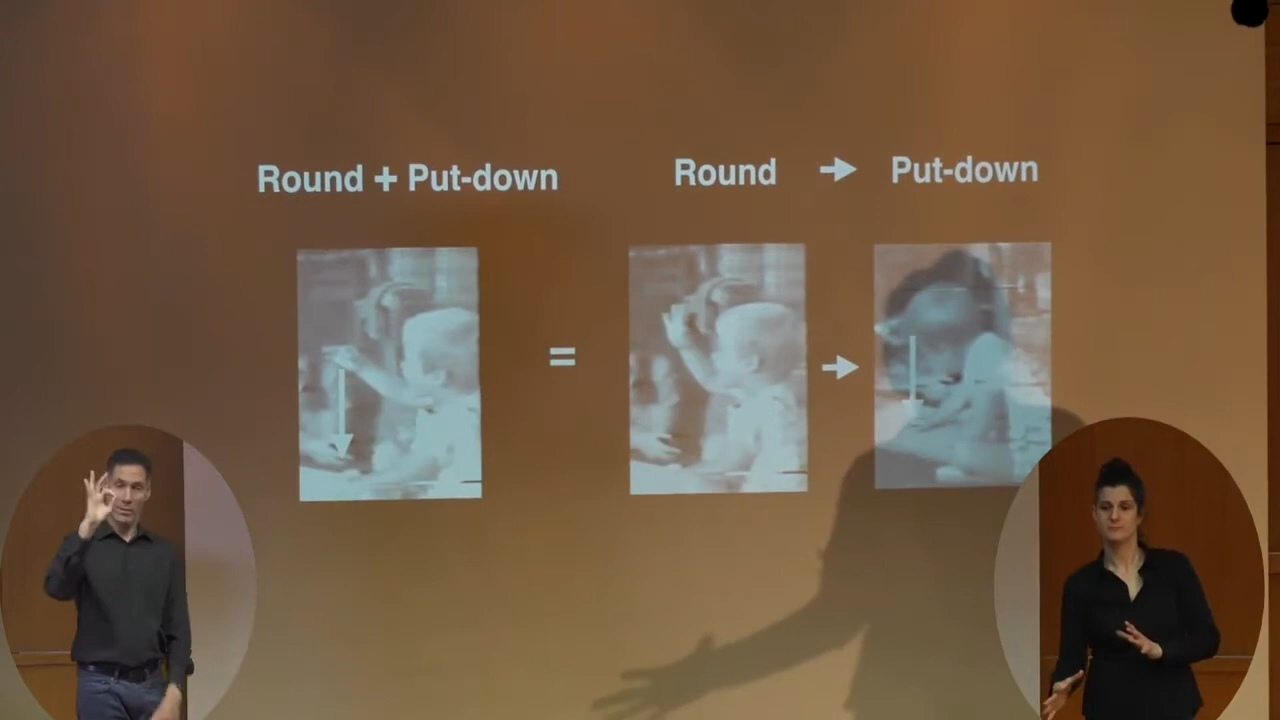 Round + Put-down
Round → Put-down
=
→